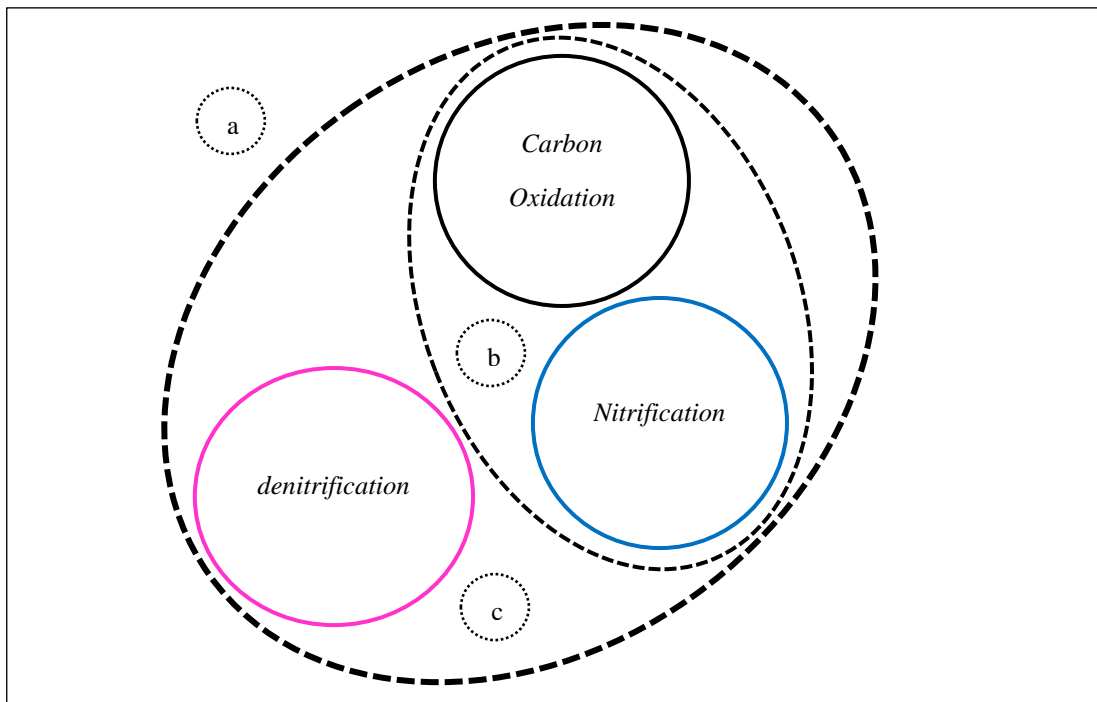 a
Carbon
Oxidation
b
Nitrification
denitrification
c